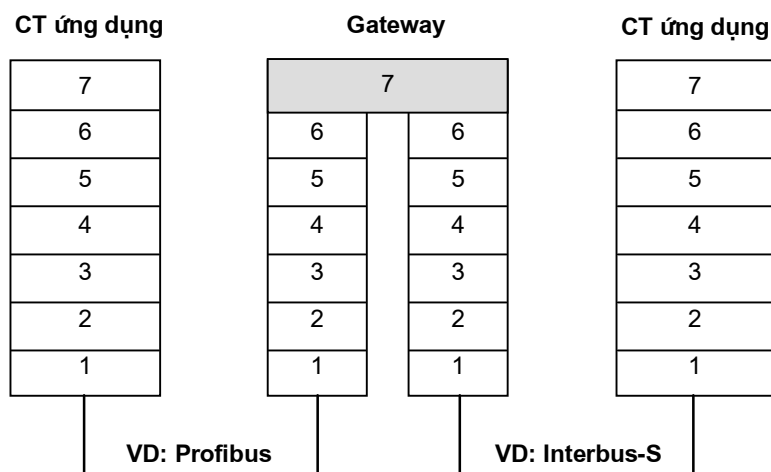 CT ứng dụng Gateway CT ứng dụng
7 7 7
6 6 6 6
5 5 5 5
4 4 4 4
3 3 3 3
2 2 2 2
1 1 1 1
VD: Profibus VD: Interbus-S